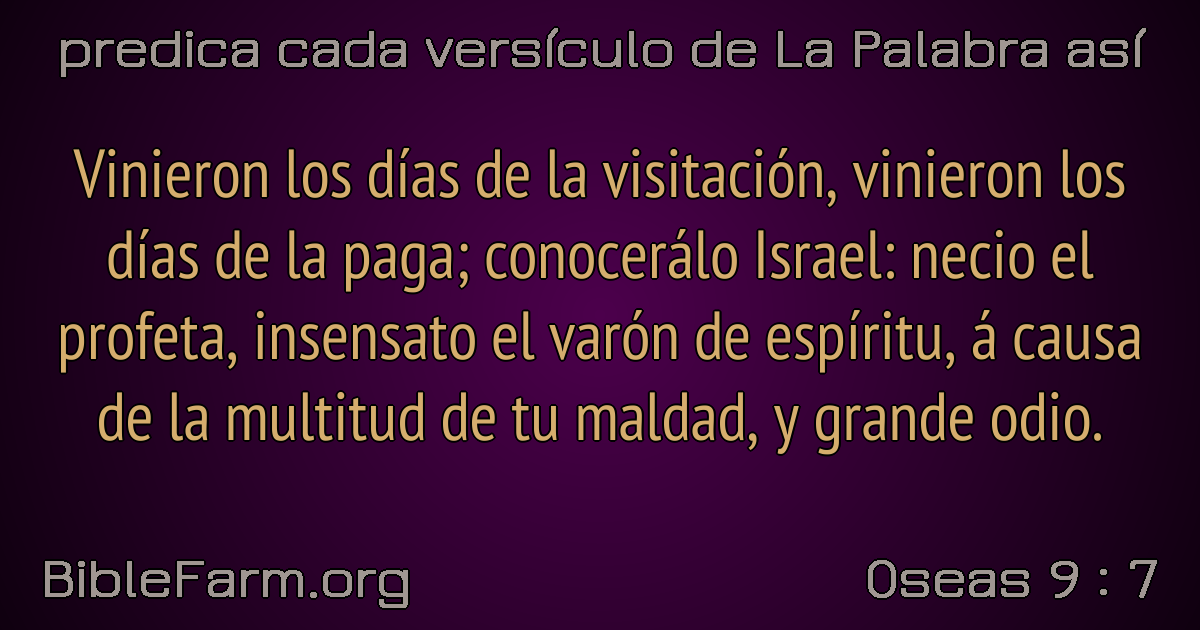 predica cada versículo de La Palabra así
Vinieron los días de la visitación, vinieron los
días de la paga; conocerálo Israel: necio el
profeta, insensato el varón de espíritu, á causa
de la multitud de tu maldad, y grande odio.
BibleFarm.org
Oseas 9 : 7